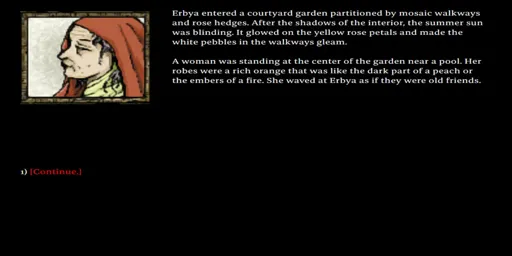 Erbya entered a courtyard garden partitioned by mosaic walkways
and rose hedges. After the shadows of the interior, the summer sun
was blinding. It glowed on the yellow rose petals and made the
white pebbles in the walkways gleam.
A woman was standing at the center of the garden near a pool. Her
robes were a rich orange that was like the dark part of a peach or
the embers of a fire. She waved at Erbya as if they were old friends.
1) [Continue.]